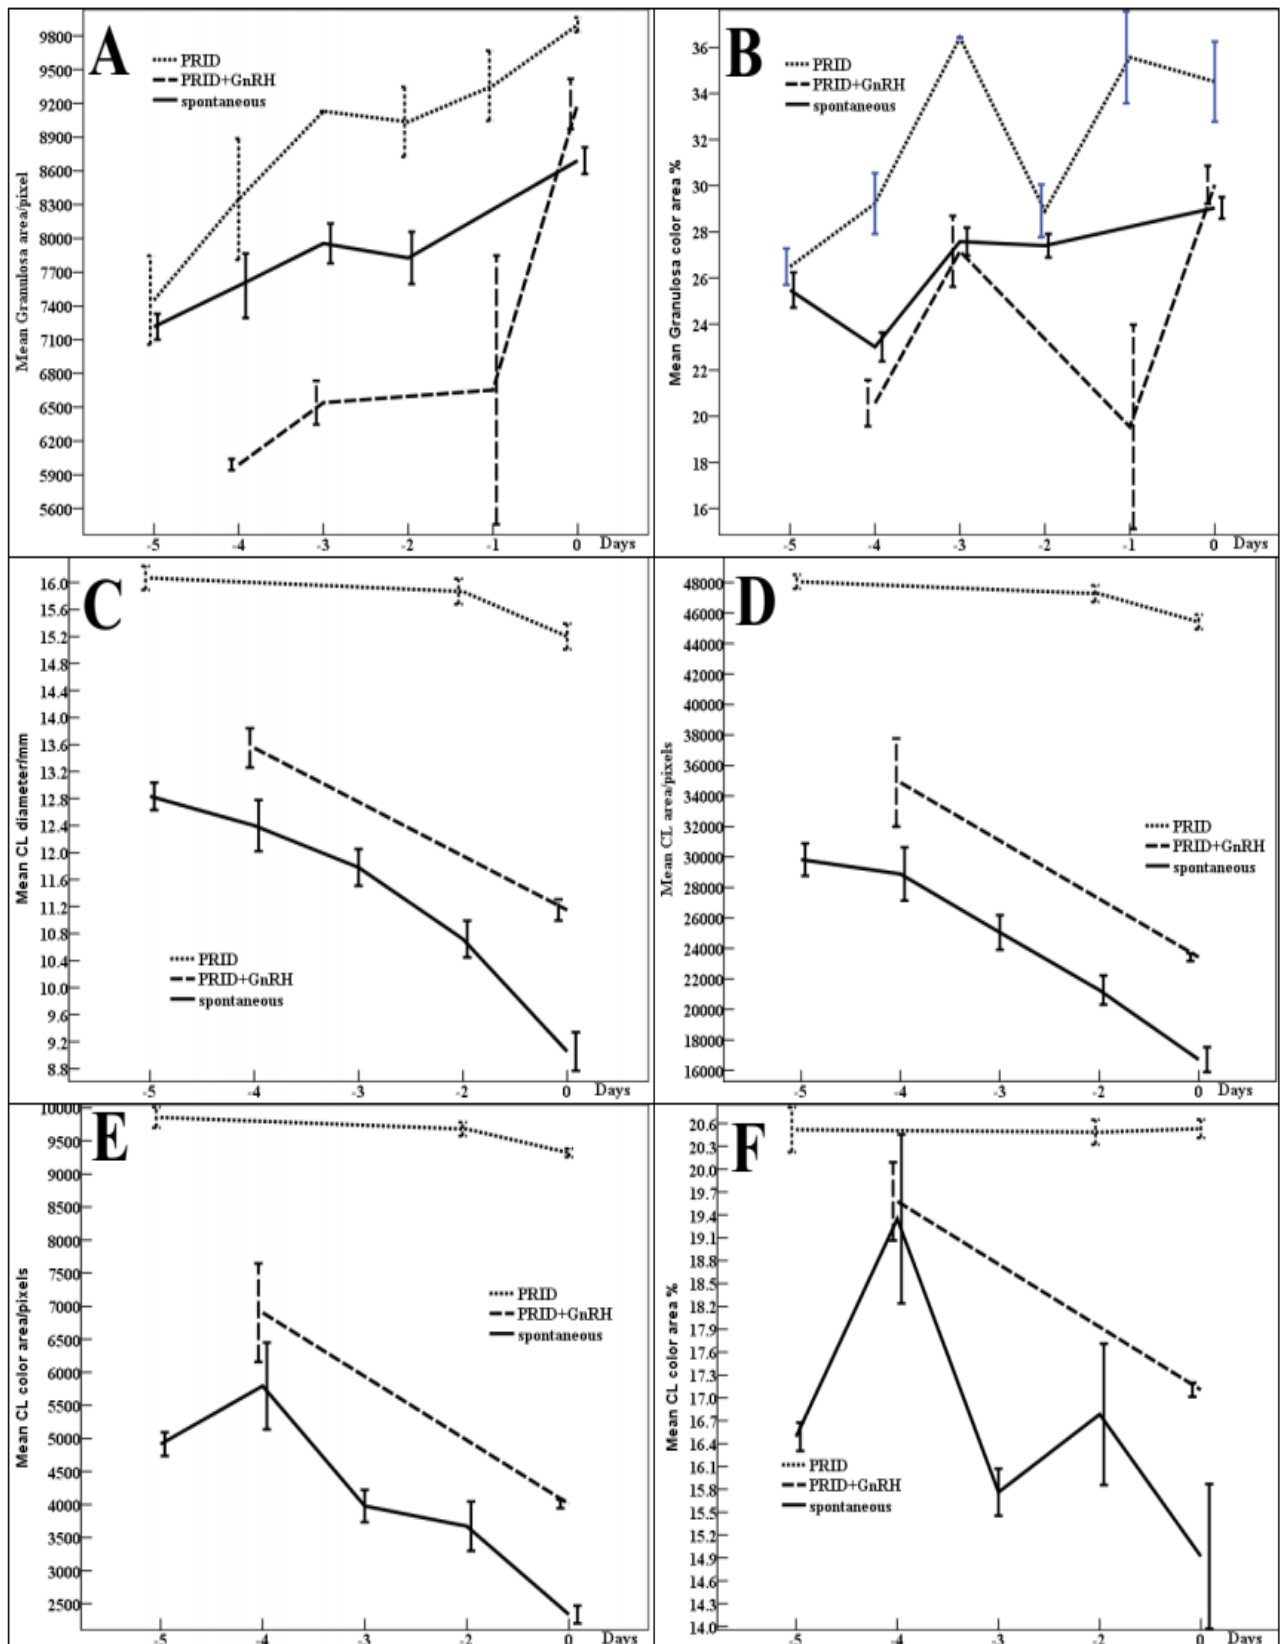 A
PRID
PRID+GnRH
spontaneous
Mean Granulosa area/pixel
9800
9500
9200
8900
8600
8300
8000
7700
7400
7100
6800
6500
6200
5900
5600
-5 -4 -3 -2 -1 0 Days
B
PRID
PRID+GnRH
spontaneous
Mean Granulosa color area %
36
34
32
30
28
26
24
22
20
18
16
-5 -4 -3 -2 -1 0 Days
C
Mean CL diameter/mm
16.0
15.6
15.2
14.8
14.4
14.0
13.6
13.2
12.8
12.4
12.0
11.6
11.2
10.8
10.4
10.0
9.6
9.2
8.8
PRID
PRID+GnRH
spontaneous
-5 -4 -3 -2 0 Days
D
Mean CL area/pixels
48000
46000
44000
42000
40000
38000
36000
34000
32000
30000
28000
26000
24000
22000
20000
18000
16000
PRID
PRID+GnRH
spontaneous
-5 -4 -3 -2 0 Days
E
Mean CL color area/pixels
10000
9500
9000
8500
8000
7500
7000
6500
6000
5500
5000
4500
4000
3500
3000
2500
PRID
PRID+GnRH
spontaneous
-5 -4 -3 -2 0 Days
F
Mean CL color area %
20.6
20.3
20.0
19.7
19.4
19.1
18.8
18.5
18.2
17.9
17.6
17.3
17.0
16.7
16.4
16.1
15.8
15.5
15.2
14.9
14.6
14.3
14.0
PRID
PRID+GnRH
spontaneous
-5 -4 -3 -2 0 Days